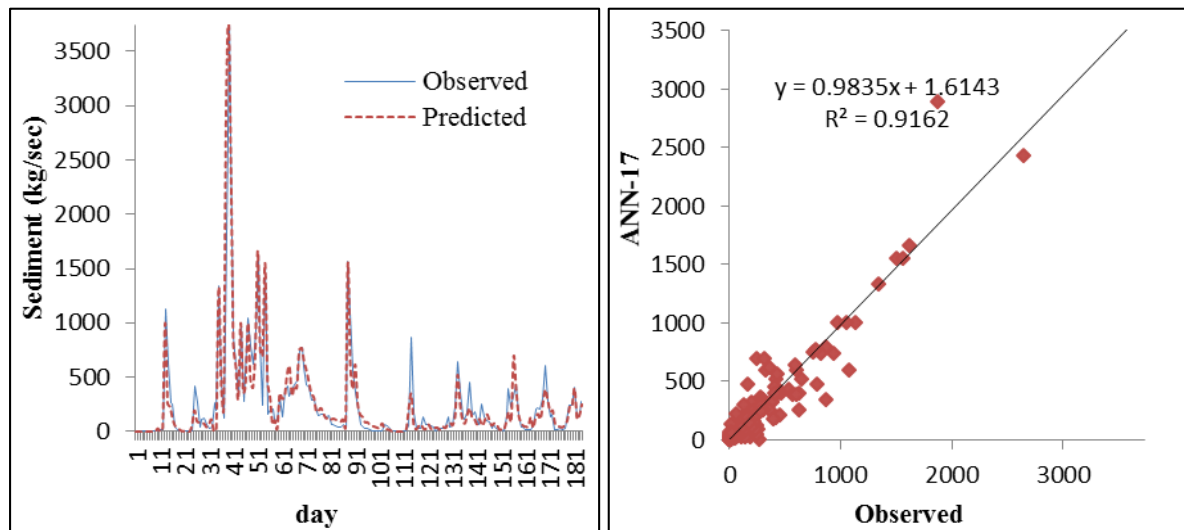 3500
3000
2500
2000
1500
1000
500
0
Sediment (kg/sec)
Observed
Predicted
1 11 21 31 41 51 61 71 81 91 101 111 121 131 141 151 161 171 181
day
3500
3000
2500
2000
1500
1000
500
0
ANN-17
y = 0.9835x + 1.6143
R² = 0.9162
0 1000 2000 3000
Observed